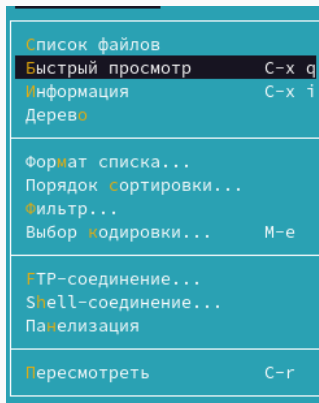 Список файлов
Быстрый просмотр C-x q
Информация C-x i
Дерево
Формат списка...
Порядок сортировки...
Фильтр...
Выбор кодировки... M-e
FTP-соединение...
Shell-соединение...
Панелизация
Пересмотреть C-r